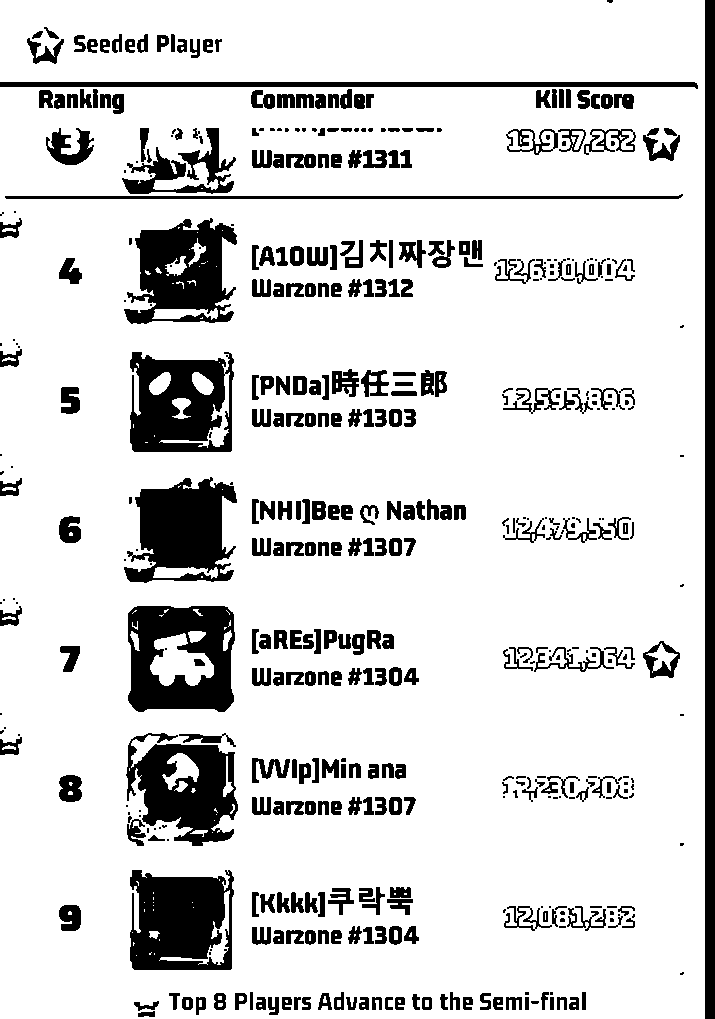 Seeded Player
Ranking Commander Kill Score
3 13,967,262
Warzone #1311
4 [A10W]김치짜장맨 12,680,004
Warzone #1312
5 [PNDa]時任三郎 12,595,896
Warzone #1303
6 [NHI]Bee ღ Nathan 12,479,550
Warzone #1307
7 [aREs]PugRa 12,341,964
Warzone #1304
8 [VVIp]Min ana 12,230,208
Warzone #1307
9 [Kkkk]쿠락뿍 12,081,282
Warzone #1304
Top 8 Players Advance to the Semi-final